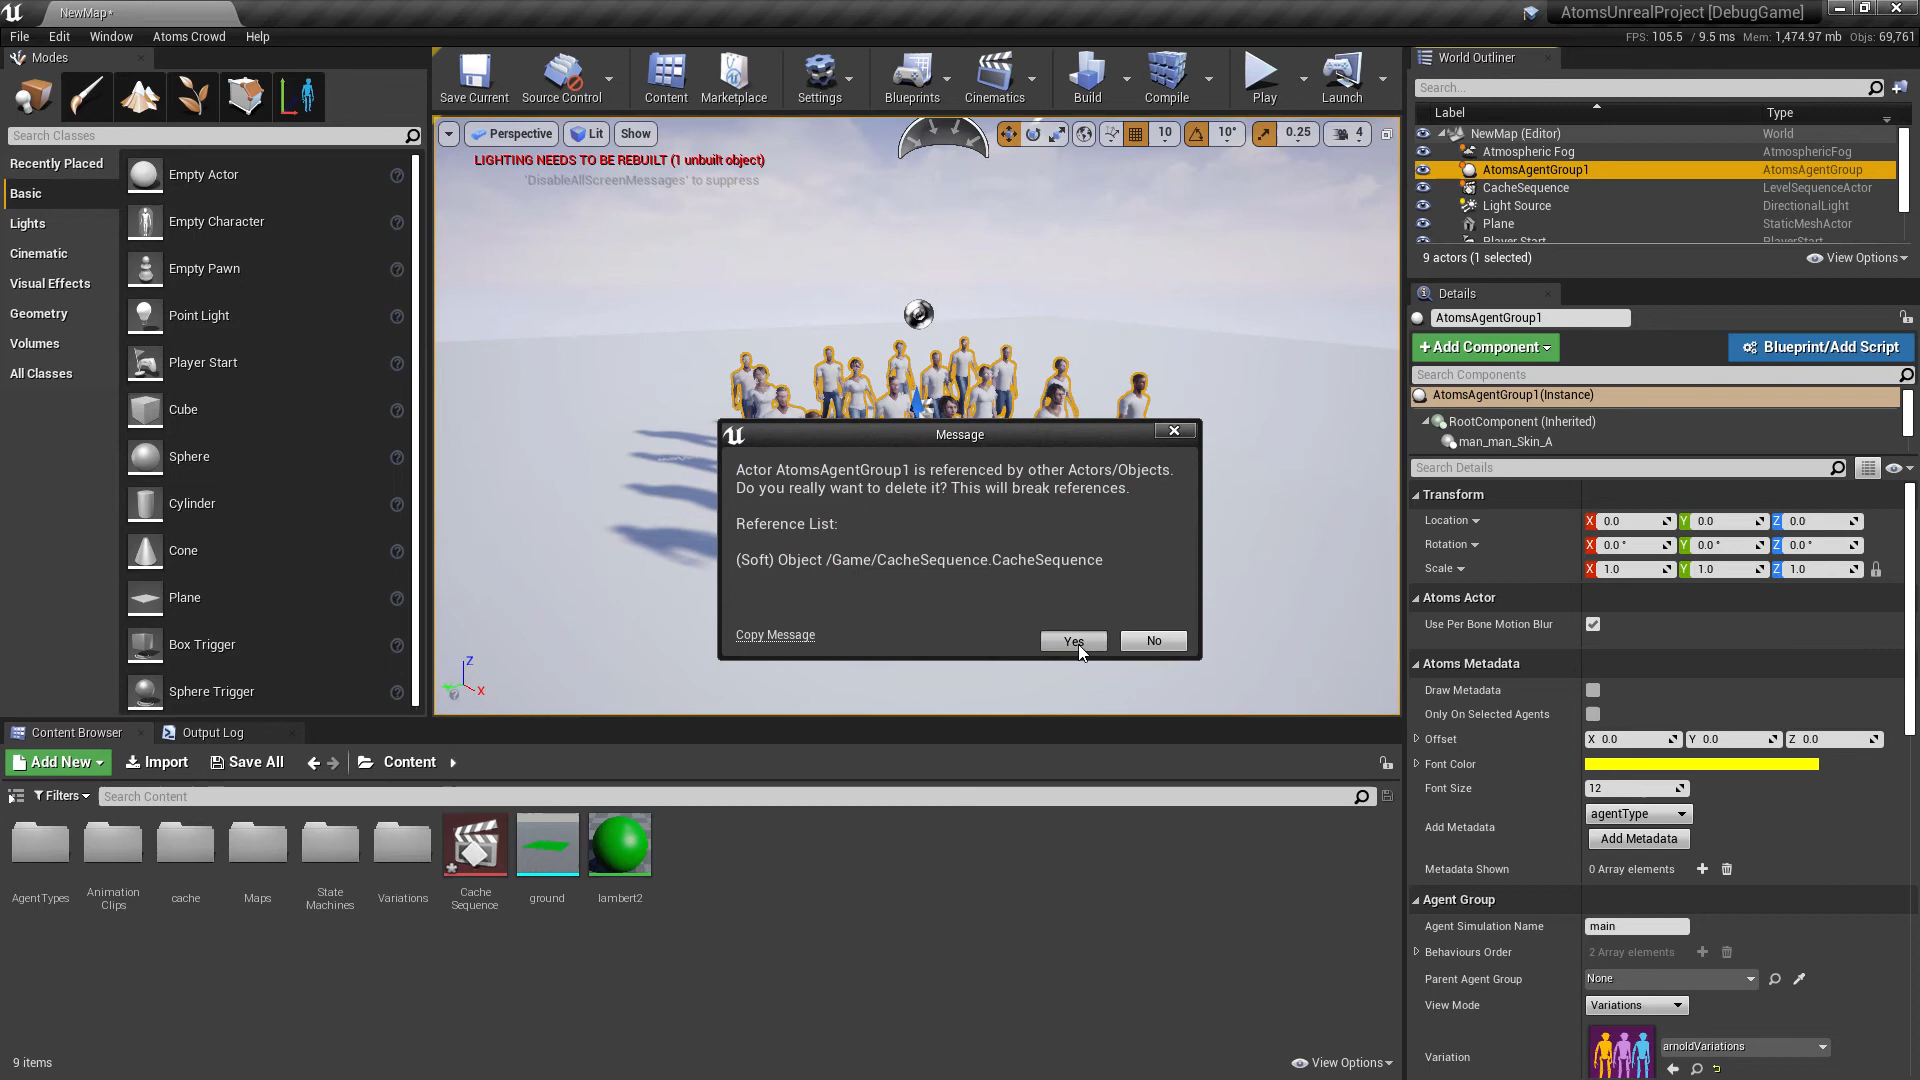 NewMap*
AtomsUnrealProject [DebugGame]
File Edit Window Atoms Crowd Help
FPS: 105.5 / 9.5 ms Mem: 1,474.97 mb Objs: 69,761
Modes
Search Classes
Recently Placed
Basic
Lights
Cinematic
Visual Effects
Geometry
Volumes
All Classes
Empty Actor
Empty Character
Empty Pawn
Point Light
Player Start
Cube
Sphere
Cylinder
Cone
Plane
Box Trigger
Sphere Trigger
Save Current
Source Control
Content
Marketplace
Settings
Blueprints
Cinematics
Build
Compile
Play
Launch
Perspective Lit Show
10 10° 0.25 4
LIGHTING NEEDS TO BE REBUILT (1 unbuilt object)
'DisableAllScreenMessages' to suppress
Z
X
Message
Actor AtomsAgentGroup1 is referenced by other Actors/Objects.
Do you really want to delete it? This will break references.
Reference List:
(Soft) Object /Game/CacheSequence.CacheSequence
Copy Message
Yes
No
World Outliner
Search...
Label Type
NewMap (Editor) World
Atmospheric Fog AtmosphericFog
AtomsAgentGroup1 AtomsAgentGroup
CacheSequence LevelSequenceActor
Light Source DirectionalLight
Plane StaticMeshActor
Player Start PlayerStart
9 actors (1 selected)
View Options
Details
AtomsAgentGroup1
+Add Component
Blueprint/Add Script
Search Components
AtomsAgentGroup1(Instance)
RootComponent (Inherited)
man_man_Skin_A
Search Details
Transform
Location X 0.0 Y 0.0 Z 0.0
Rotation X 0.0 ° Y 0.0 ° Z 0.0 °
Scale X 1.0 Y 1.0 Z 1.0
Atoms Actor
Use Per Bone Motion Blur
Atoms Metadata
Draw Metadata
Only On Selected Agents
Offset X 0.0 Y 0.0 Z 0.0
Font Color
Font Size 12
agentType
Add Metadata
Add Metadata
Metadata Shown 0 Array elements
Agent Group
Agent Simulation Name main
Behaviours Order 2 Array elements
Parent Agent Group None
View Mode Variations
Variation arnoldVariations
Content Browser
Output Log
Add New Import Save All Content
Filters Search Content
AgentTypes
Animation
Clips
cache
Maps
State
Machines
Variations
Cache
Sequence
ground
lambert2
9 items
View Options